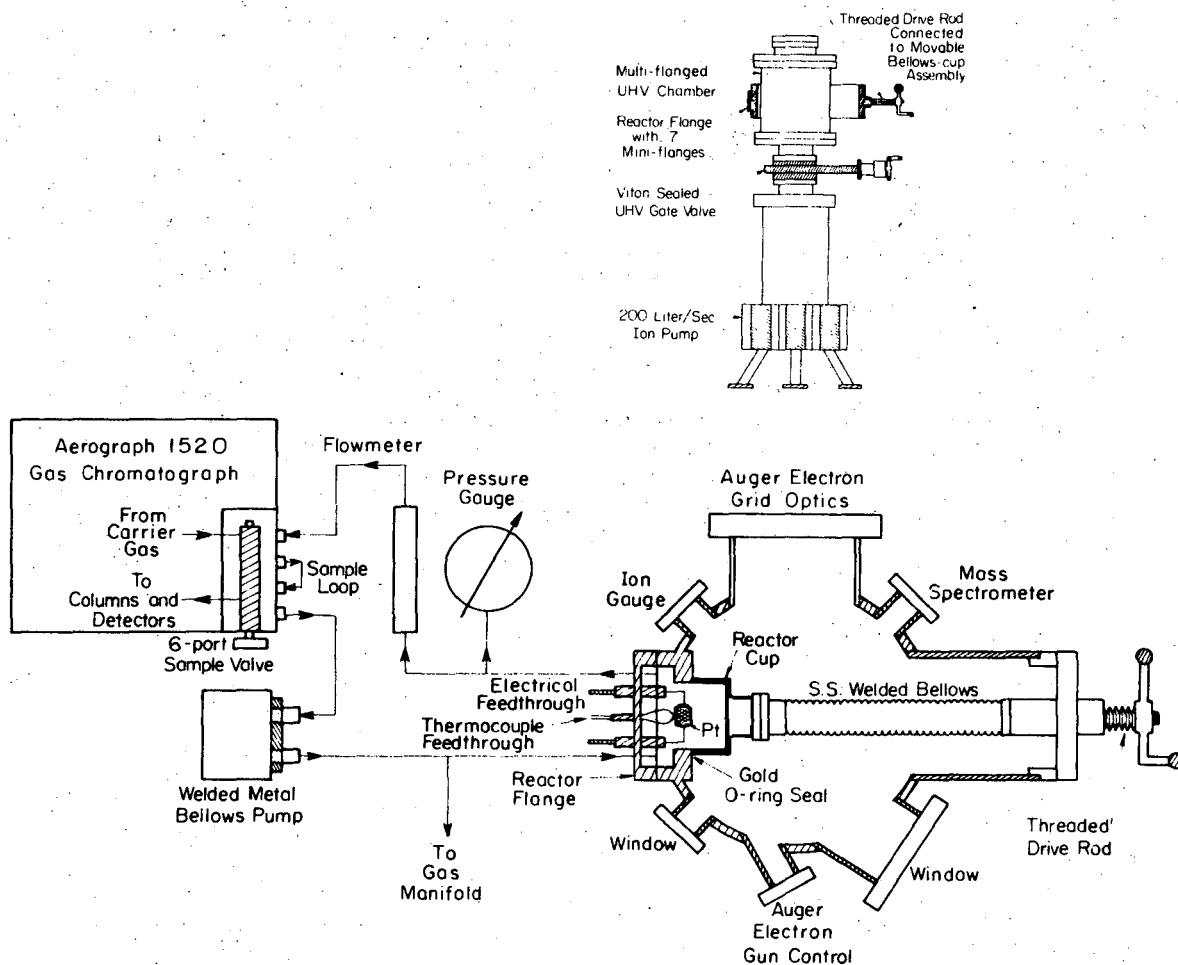 Threaded Drive Rod
Connected
to Movable
Bellows-cup
Assembly
Multi-flanged
UHV Chamber
Reactor Flange
with 7
Mini-flanges
Viton Sealed
UHV Gate Valve
200 Liter/Sec
Ion Pump
Aerograph 1520
Gas Chromatograph
From
Carrier
Gas
To
Columns and
Detectors
6-port
Sample Valve
Sample
Loop
Flowmeter
Pressure
Gauge
Auger Electron
Grid Optics
Ion
Gauge
Mass
Spectrometer
Reactor
Cup
S.S. Welded Bellows
Electrical
Feedthrough
Thermocouple
Feedthrough
Pt
Reactor
Flange
Gold
O-ring Seal
Welded Metal
Bellows Pump
To
Gas
Manifold
Window
Auger
Electron
Gun Control
Window
Threaded
Drive Rod